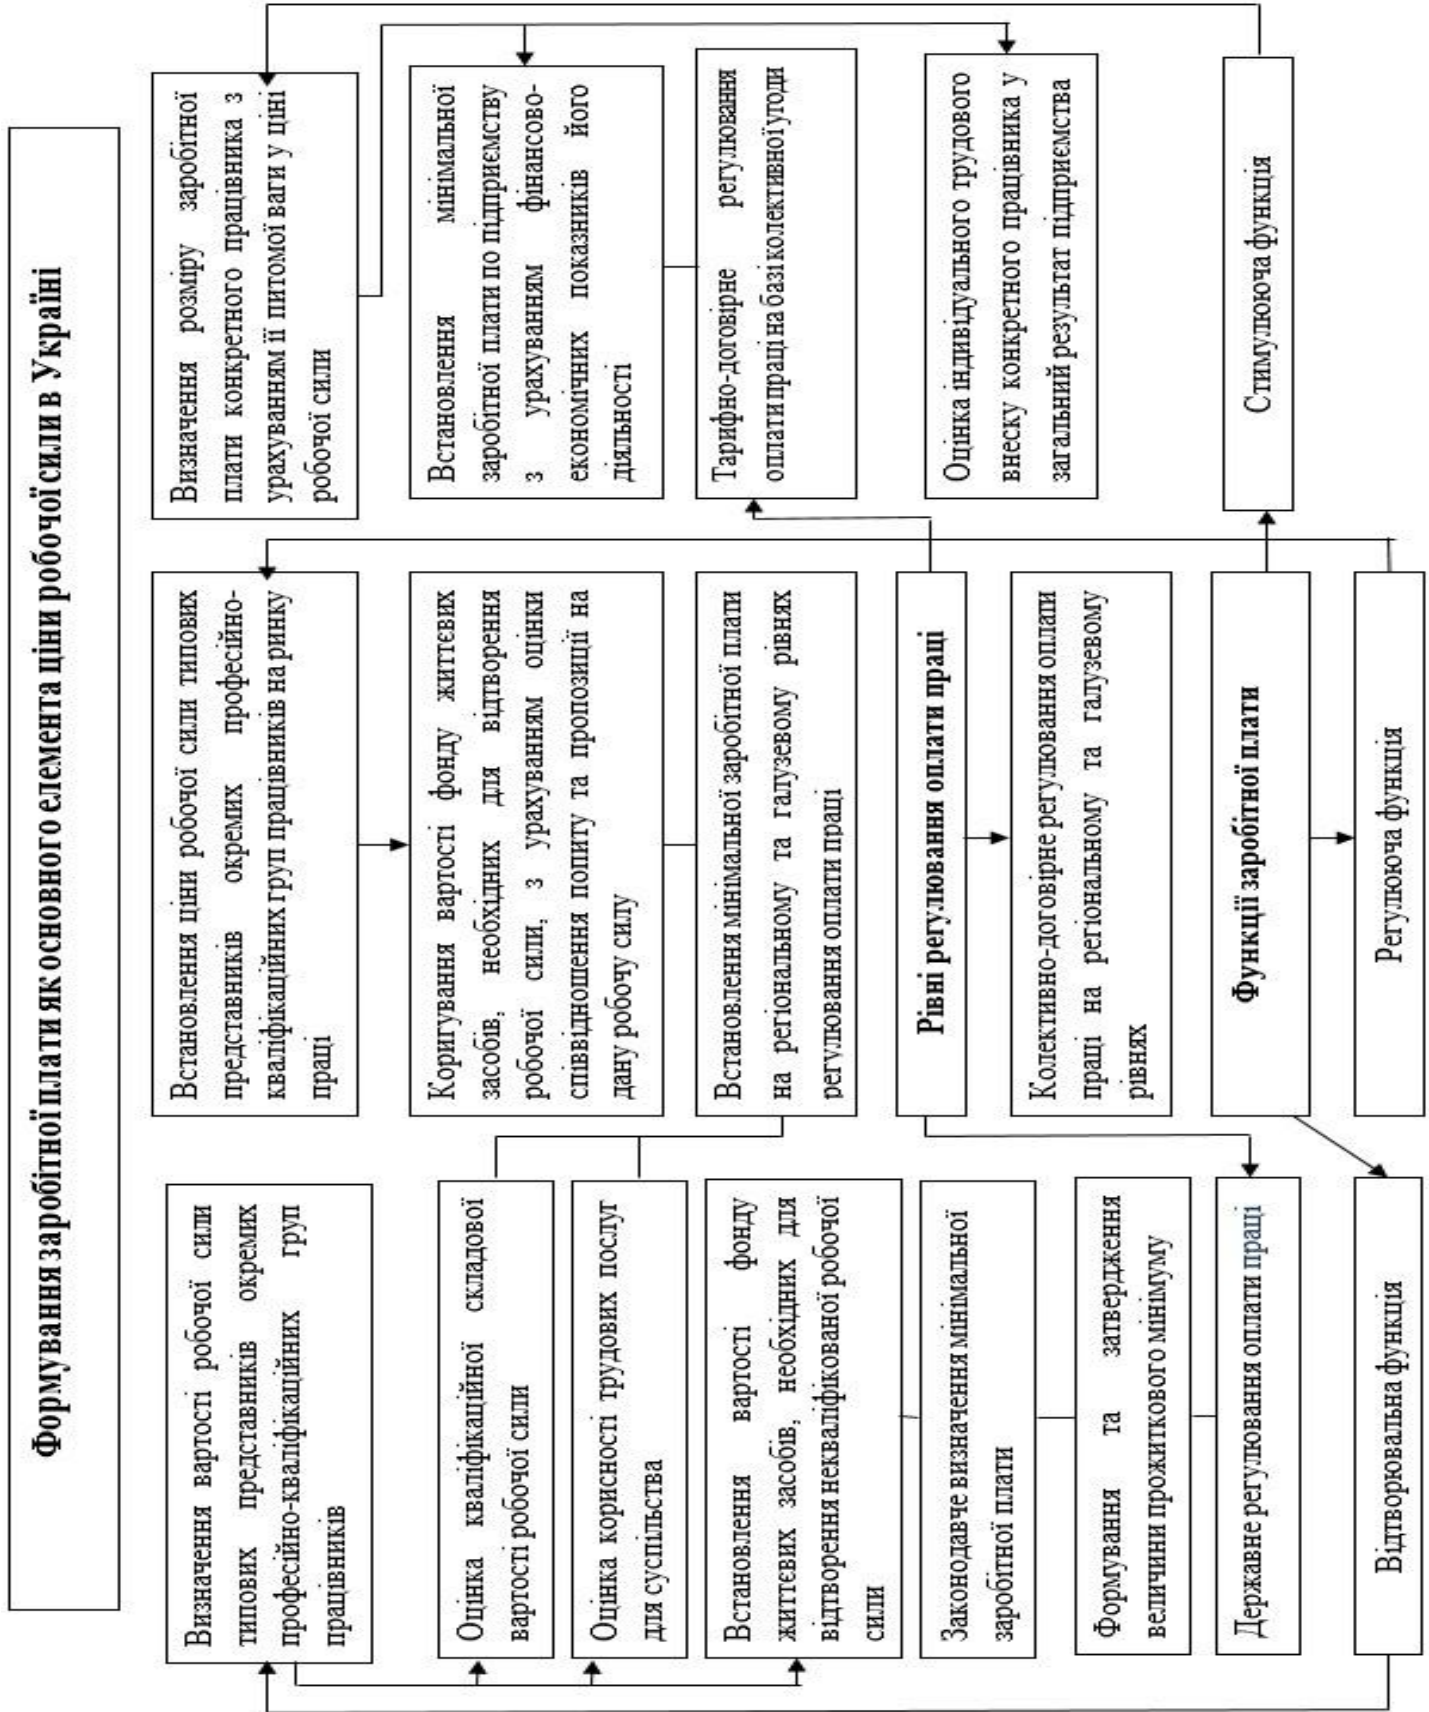 Формування заробітної плати як основного елемента ціни робочої сили в Україні
Визначення вартості робочої сили
типових представників окремих
професійно-кваліфікаційних груп
працівників
Оцінка кваліфікаційної складової
вартості робочої сили
Оцінка корисності трудових послуг
для суспільства
Встановлення вартості фонду
життєвих засобів, необхідних для
відтворення некваліфікованої робочої
сили
Законодавче визначення мінімальної
заробітної плати
Формування та затвердження
величини прожиткового мінімуму
Державне регулювання оплати праці
Відтворювальна функція
Встановлення ціни робочої сили типових
представників окремих професійно-
кваліфікаційних груп працівників на ринку
праці
Коригування вартості фонду життєвих
засобів, необхідних для відтворення
робочої сили, з урахуванням оцінки
співвідношення попиту та пропозиції на
дану робочу силу
Встановлення мінімальної заробітної плати
на регіональному та галузевому рівнях
регулювання оплати праці
Рівні регулювання оплати праці
Колективно-договірне регулювання оплати
праці на регіональному та галузевому
рівнях
Функції заробітної плати
Регулююча функція
Визначення розміру заробітної
плати конкретного працівника з
урахуванням її питомої ваги у ціні
робочої сили
Встановлення мінімальної
заробітної плати по підприємству
з урахуванням фінансово-
економічних показників його
діяльності
Тарифно-договірне регулювання
оплати праці на базі колективної угоди
Оцінка індивідуального трудового
внеску конкретного працівника у
загальний результат підприємства
Стимулююча функція